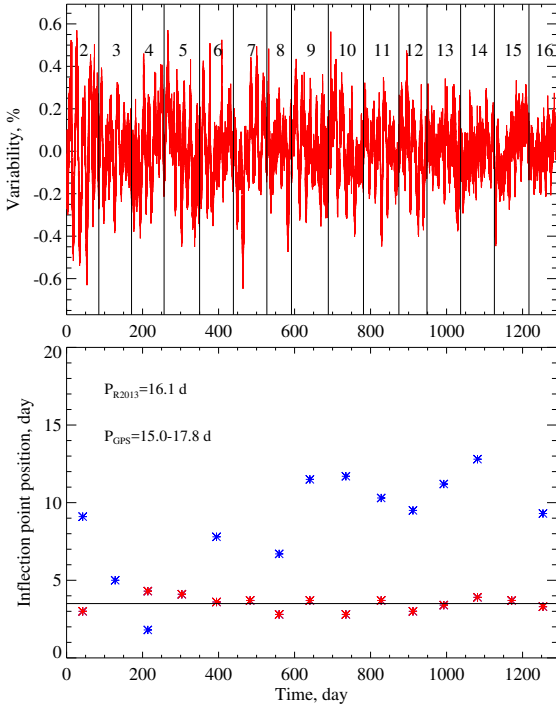 0.6
0.4
0.2
0.0
-0.2
-0.4
-0.6
Variability, %
2 3 4 5 6 7 8 9 10 11 12 13 14 15 16
0 200 400 600 800 1000 1200
20
15
10
5
0
Inflection point position, day
P_R2013=16.1 d
P_GPS=15.0-17.8 d
0 200 400 600 800 1000 1200
Time, day